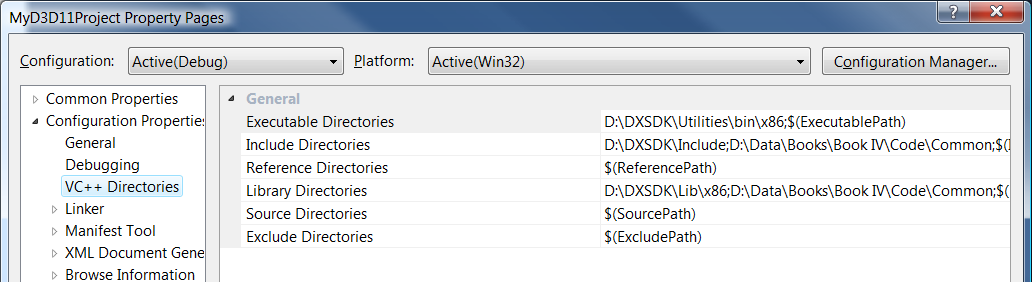 MyD3D11Project Property Pages
Configuration: Active(Debug) Platform: Active(Win32) Configuration Manager...
Common Properties General
Configuration Propertie Executable Directories D:\DXSDK\Utilities\bin\x86;$(ExecutablePath)
General Include Directories D:\DXSDK\Include;D:\Data\Books\Book IV\Code\Common;$(I
Debugging Reference Directories $(ReferencePath)
VC++ Directories Library Directories D:\DXSDK\Lib\x86;D:\Data\Books\Book IV\Code\Common;$(
Linker Source Directories $(SourcePath)
Manifest Tool Exclude Directories $(ExcludePath)
XML Document Gene
Browse Information